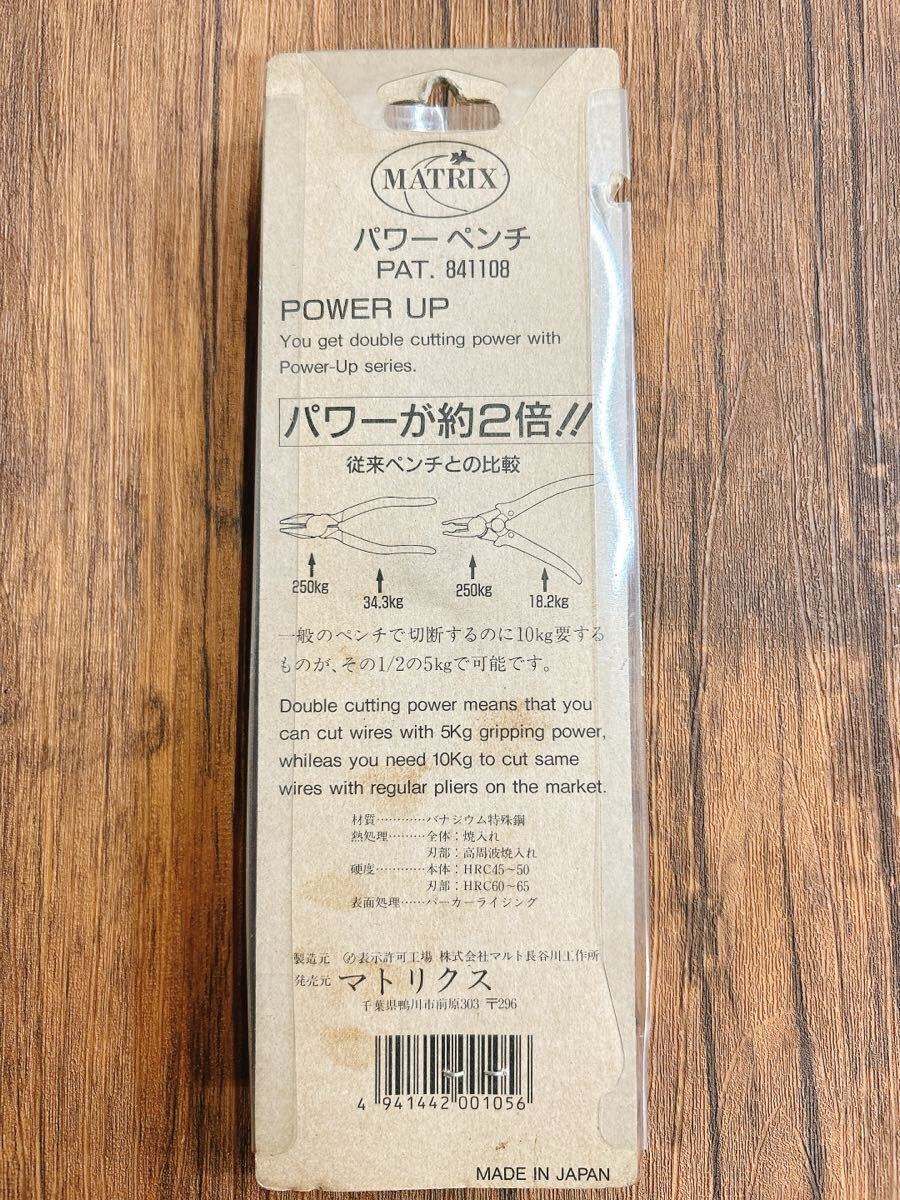 MATRIX
パワー ペンチ
PAT. 841108
POWER UP
You get double cutting power with
Power-Up series.
パワーが約2倍!!
従来ペンチとの比較
250kg
34.3kg
250kg
18.2kg
一般のペンチで切断するのに10kg要する
ものが、その1/2の5kgで可能です。
Double cutting power means that you
can cut wires with 5Kg gripping power,
whileas you need 10Kg to cut same
wires with regular pliers on the market.
材質…………バナシウム特殊鋼
熱処理………全体:焼入れ
刃部:高周波焼入れ
硬度…………本体:HRC45〜50
刃部:HRC60〜65
表面処理……パーカーライジング
製造元 表示許可工場 株式会社マルト長谷川工作所
発売元 マトリクス
千葉県鴨川市前原303 〒296
4 941442 001056
MADE IN JAPAN